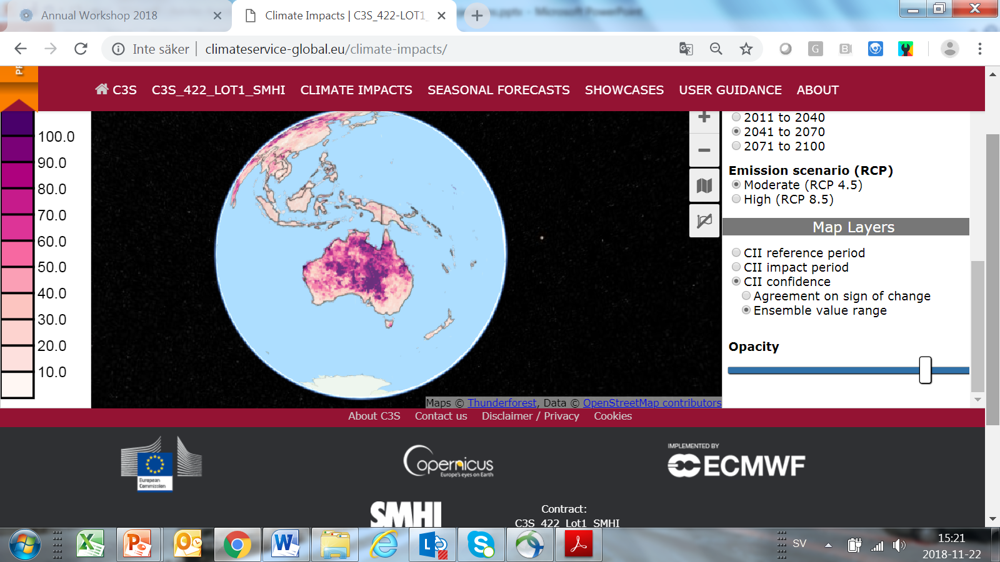 Annual Workshop 2018
Climate Impacts | C3S_422-LOT1_
.pptx - Microsoft PowerPoint
Inte säker
climateservice-global.eu/climate-impacts/
C3S
C3S_422_LOT1_SMHI
CLIMATE IMPACTS
SEASONAL FORECASTS
SHOWCASES
USER GUIDANCE
ABOUT
100.0
90.0
80.0
70.0
60.0
50.0
40.0
30.0
20.0
10.0
2011 to 2040
2041 to 2070
2071 to 2100
Emission scenario (RCP)
Moderate (RCP 4.5)
High (RCP 8.5)
Map Layers
CII reference period
CII impact period
CII confidence
Agreement on sign of change
Ensemble value range
Opacity
Maps © Thunderforest, Data © OpenStreetMap contributors
About C3S
Contact us
Disclaimer / Privacy
Cookies
European
Commission
opernicus
Europe's eyes on Earth
IMPLEMENTED BY
ECMWF
SMHI
Contract:
C3S_422_Lot1_SMHI
SV
15:21
2018-11-22